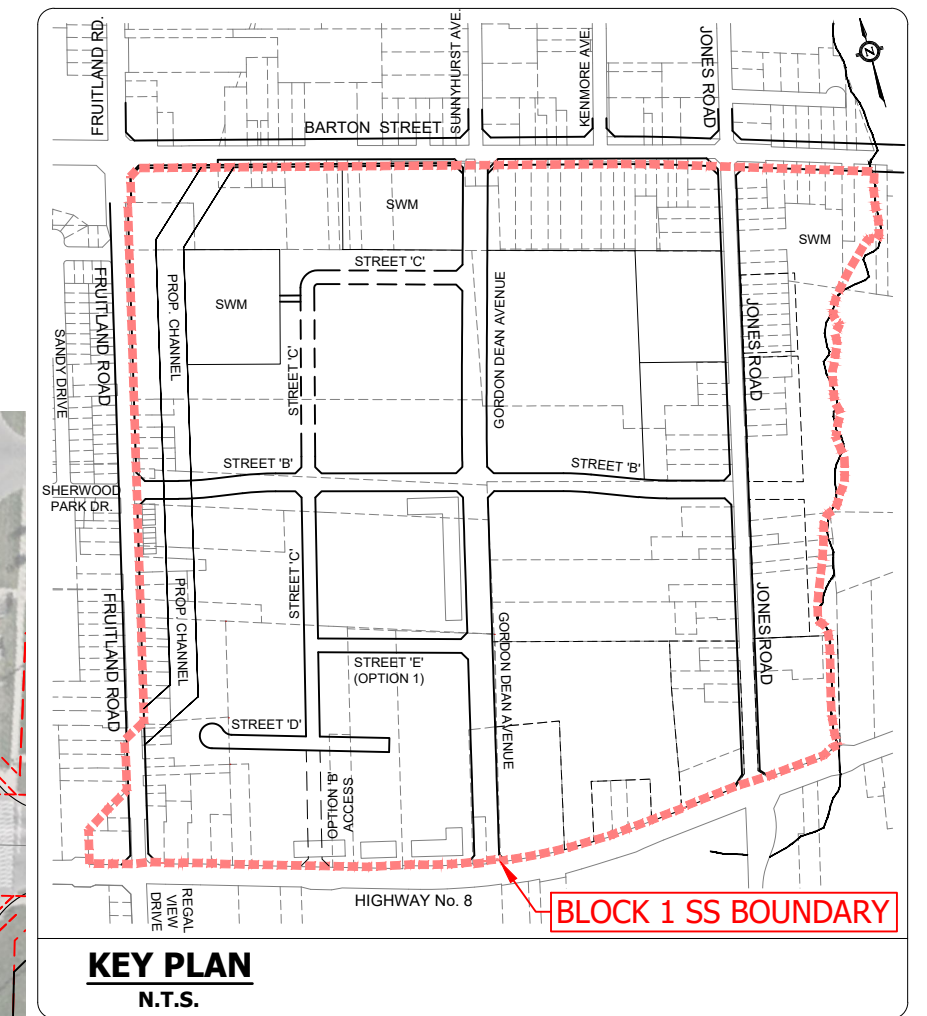 FRUITLAND RD.
SUNNYHURST AVE.
KENMORE AVE.
JONES ROAD
BARTON STREET
SWM
SWM
STREET 'C'
SWM
FRUITLAND ROAD
PROP. CHANNEL
GORDON DEAN AVENUE
JONES ROAD
SANDY DRIVE
STREET 'C'
STREET 'B'
STREET 'B'
SHERWOOD
PARK DR.
STREET 'C'
PROP. CHANNEL
FRUITLAND ROAD
GORDON DEAN AVENUE
JONES ROAD
STREET 'E'
(OPTION 1)
STREET 'D'
OPTION 'B'
ACCESS
REGAL
VIEW
DRIVE
HIGHWAY No. 8
BLOCK 1 SS BOUNDARY
KEY PLAN
N.T.S.